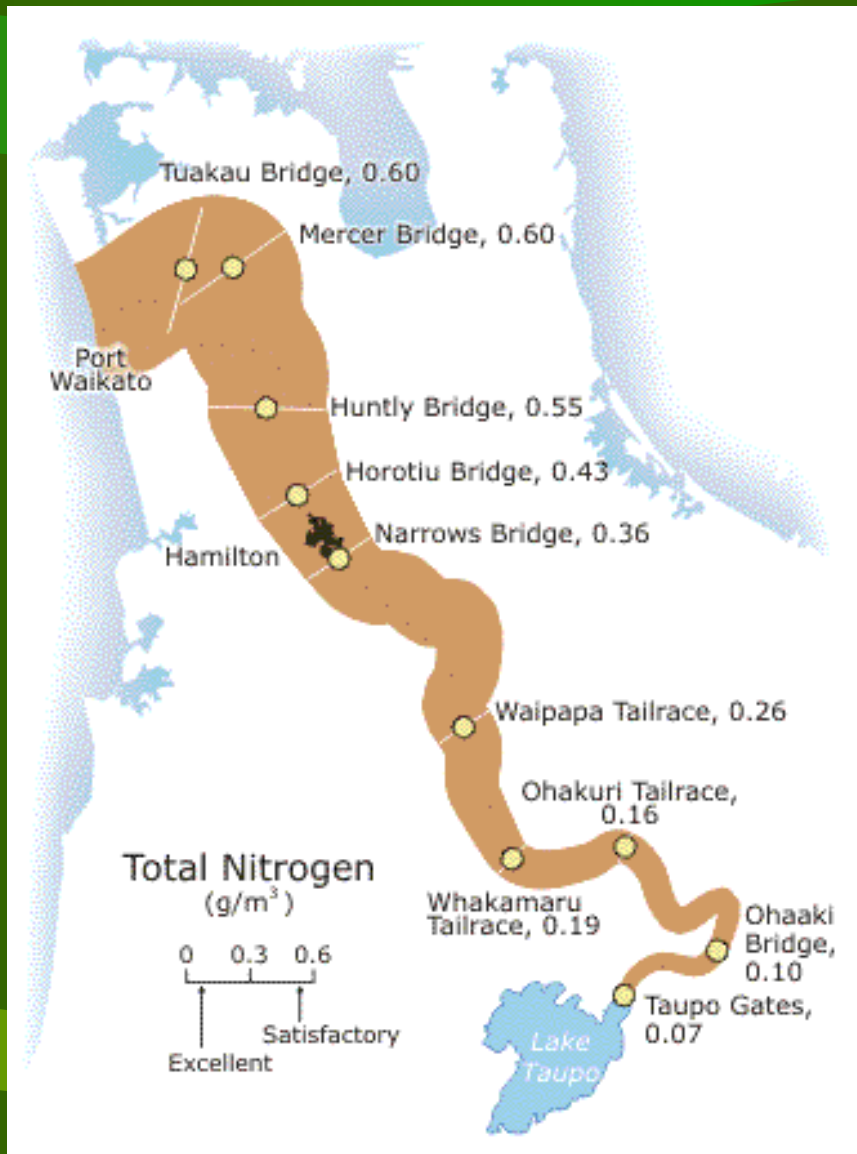 Tuakau Bridge, 0.60
Mercer Bridge, 0.60
Port
Waikato
Huntly Bridge, 0.55
Horotiu Bridge, 0.43
Hamilton
Narrows Bridge, 0.36
Waipapa Tailrace, 0.26
Ohakuri Tailrace,
0.16
Total Nitrogen
(g/m³)
0 0.3 0.6
Satisfactory
Excellent
Whakamaru
Tailrace, 0.19
Ohaaki
Bridge,
0.10
Taupo Gates,
0.07
Lake
Taupo